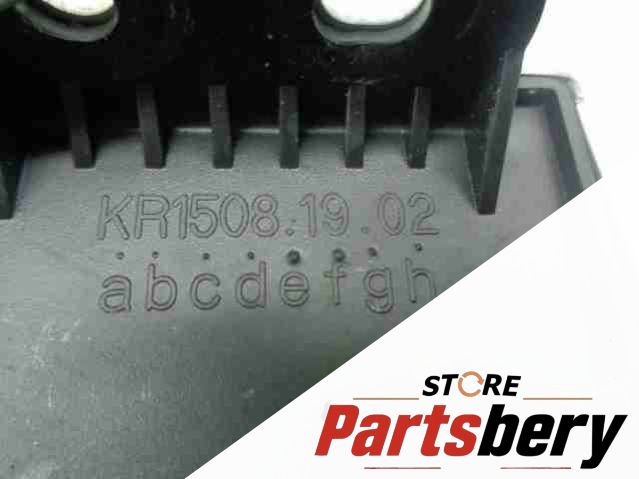 KR1508.19.02
abcdefgh
STORE
Partsbery